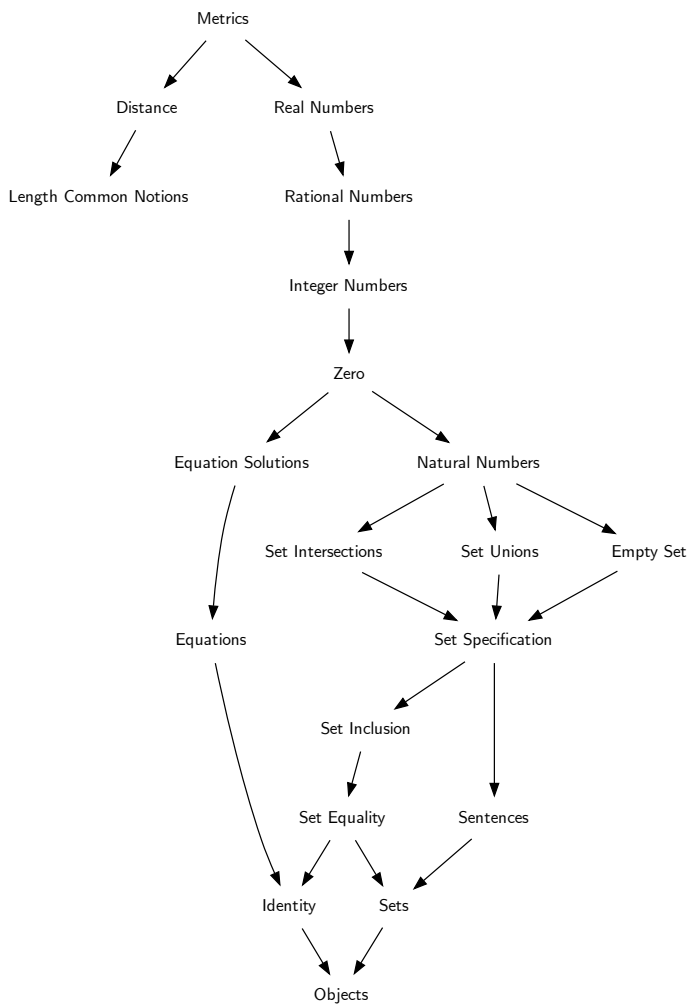 Metrics
Distance
Real Numbers
Length Common Notions
Rational Numbers
Integer Numbers
Zero
Equation Solutions
Natural Numbers
Set Intersections
Set Unions
Empty Set
Equations
Set Specification
Set Inclusion
Set Equality
Sentences
Identity
Sets
Objects